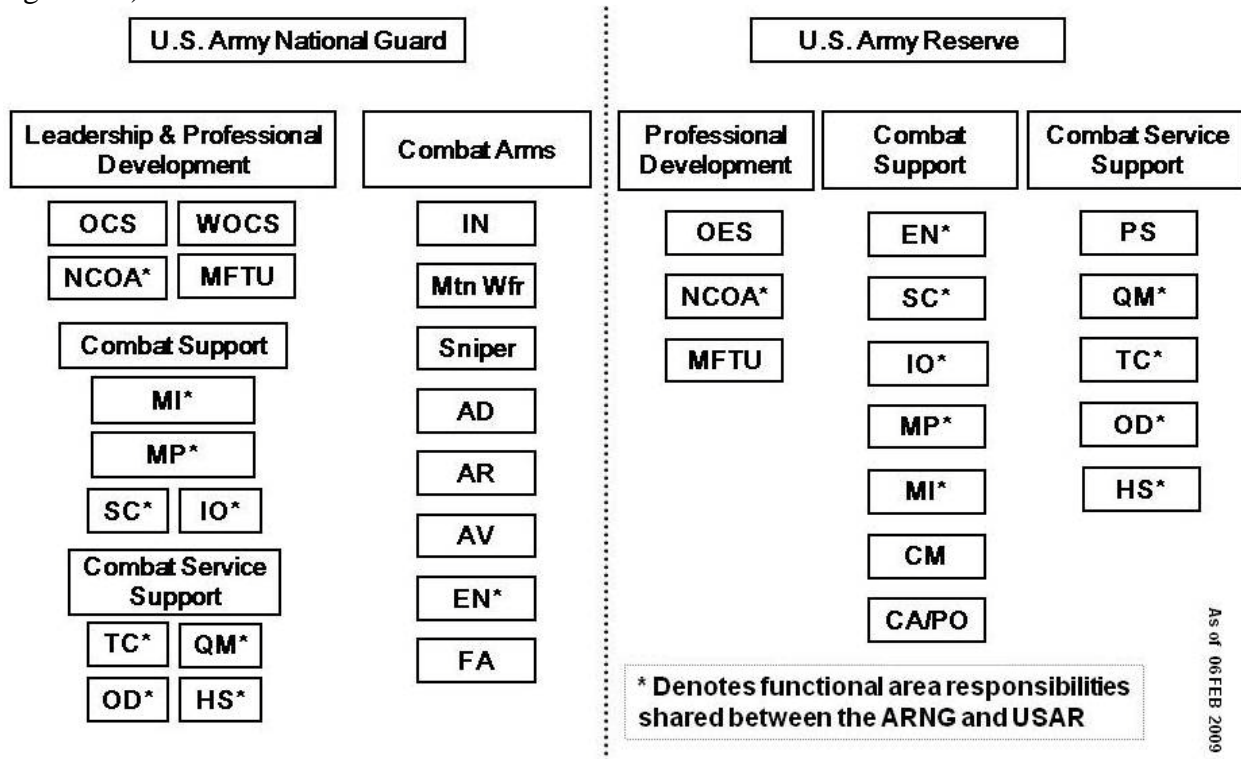 U.S. Army National Guard
U.S. Army Reserve
Leadership & Professional
Development
OCS
WOCS
NCOA*
MFTU
Combat Support
MI*
MP*
SC*
IO*
Combat Service
Support
TC*
QM*
OD*
HS*
Combat Arms
IN
Mtn Wfr
Sniper
AD
AR
AV
EN*
FA
Professional
Development
OES
NCOA*
MFTU
Combat
Support
EN*
SC*
IO*
MP*
MI*
CM
CA/PO
Combat Service
Support
PS
QM*
TC*
OD*
HS*
* Denotes functional area responsibilities
shared between the ARNG and USAR
As of 06 FEB 2009